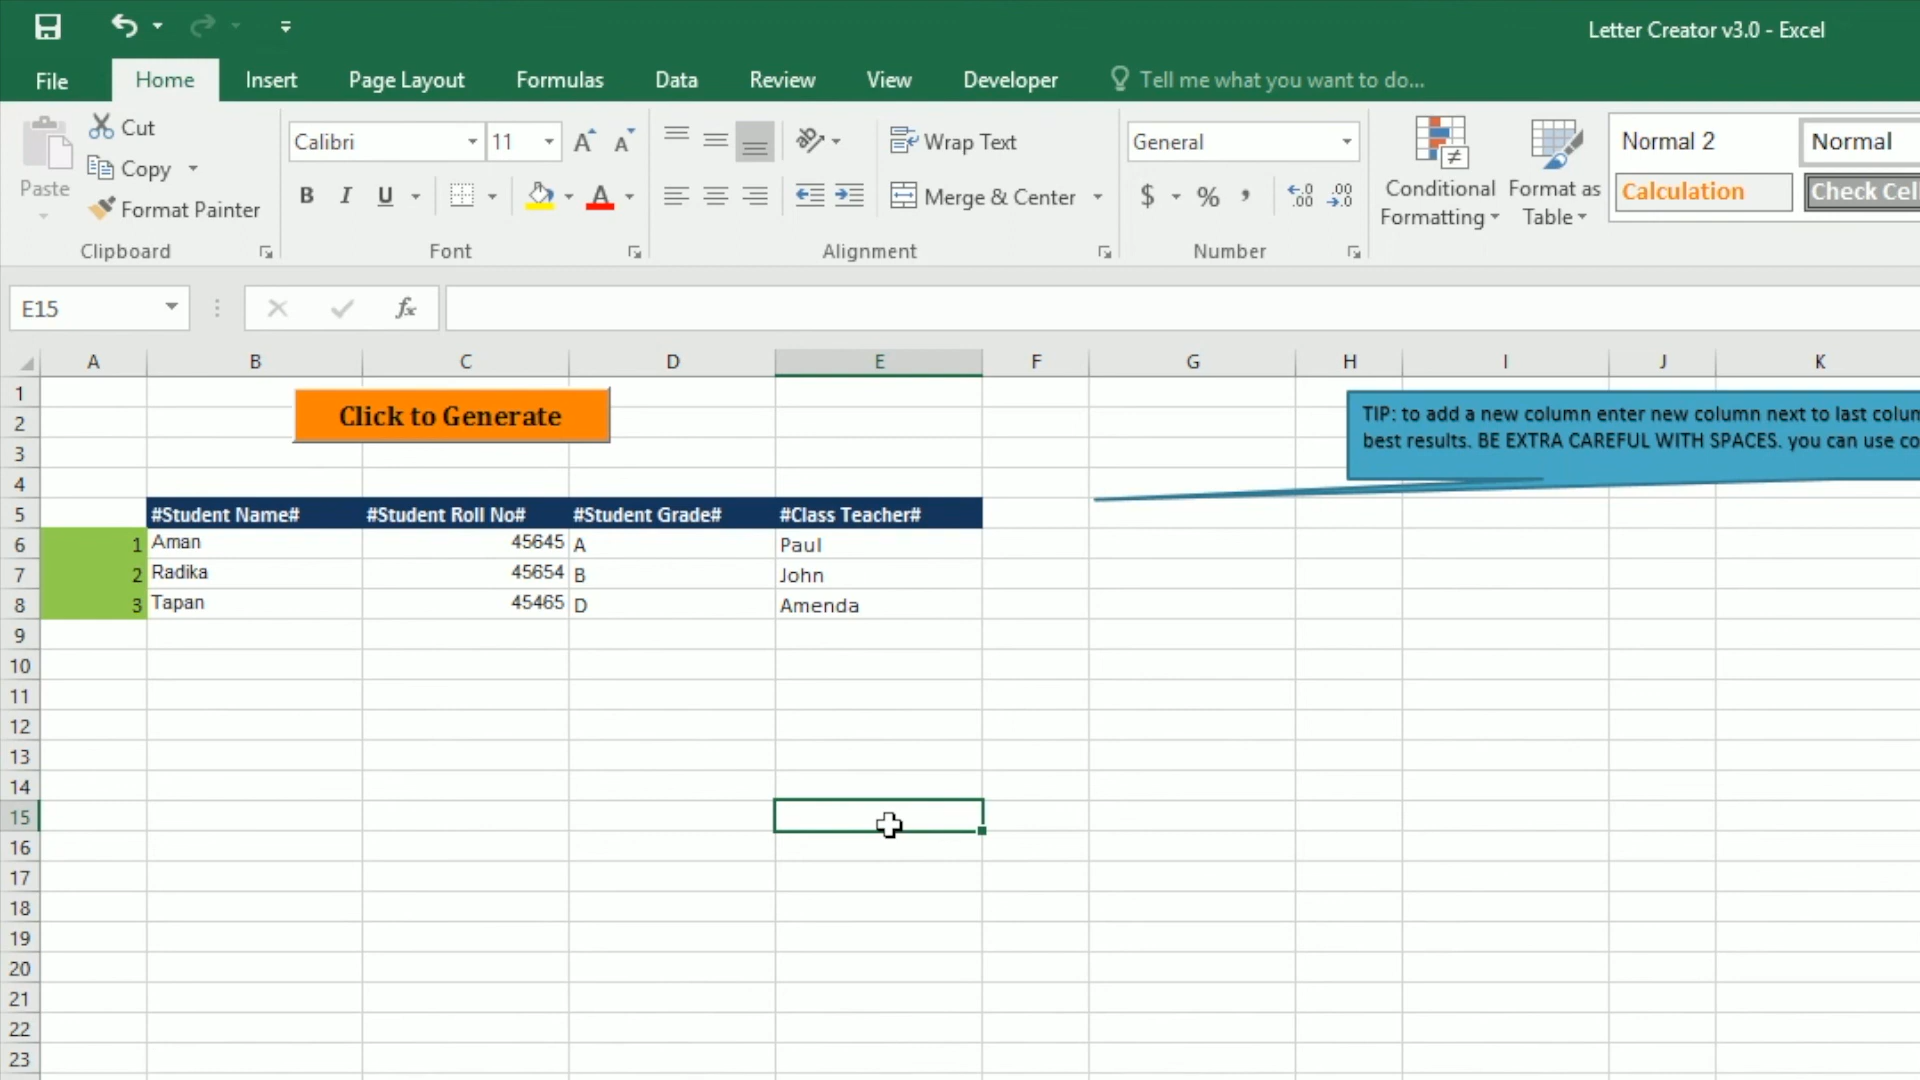 Letter Creator v3.0 - Excel
File Home Insert Page Layout Formulas Data Review View Developer Tell me what you want to do...
Paste
Cut
Copy
Format Painter
Clipboard
Calibri 11
B I U A
Font
Wrap Text
Merge & Center
Alignment
General
$ % ,
Number
Conditional Formatting
Format as Table
Normal 2 Normal
Calculation Check Cel
E15 fx
A B C D E F G H I J K
1
2
3
4
5
6
7
8
9
10
11
12
13
14
15
16
17
18
19
20
21
22
23
Click to Generate
TIP: to add a new column enter new column next to last colum
best results. BE EXTRA CAREFUL WITH SPACES. you can use co
#Student Name# #Student Roll No# #Student Grade# #Class Teacher#
1 Aman 45645 A Paul
2 Radika 45654 B John
3 Tapan 45465 D Amenda